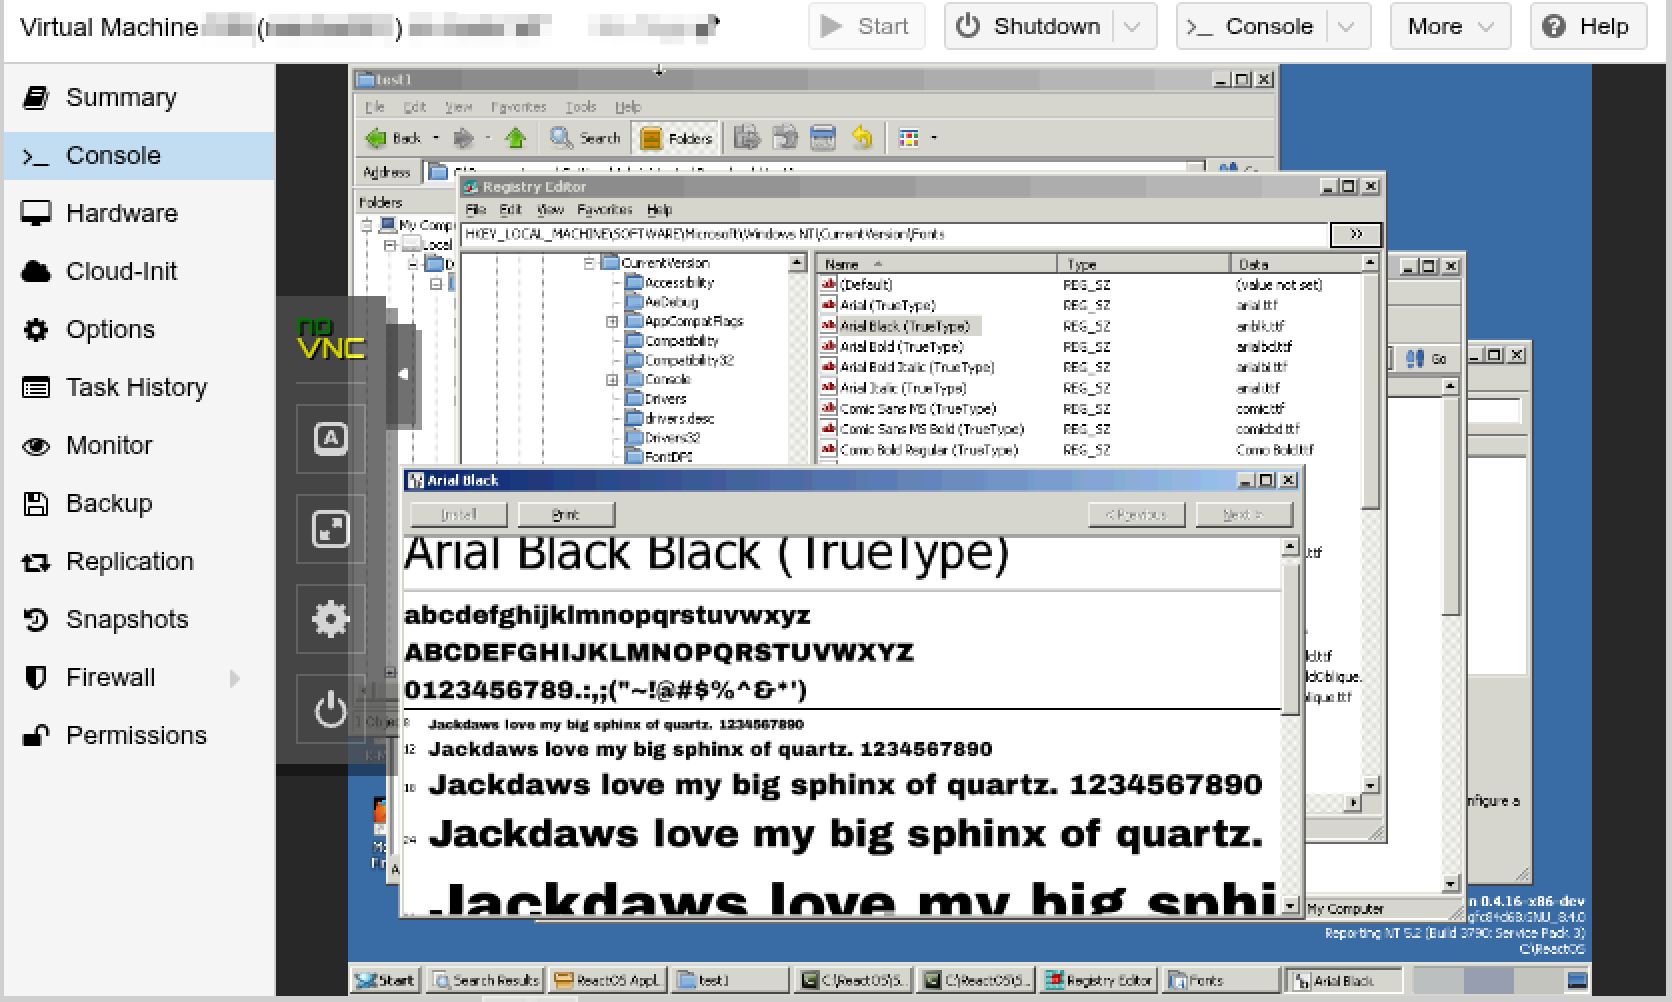 Virtual Machine
Start
Shutdown
Console
More
Help
Summary
Console
Hardware
Cloud-Init
Options
Task History
Monitor
Backup
Replication
Snapshots
Firewall
Permissions
no
VNC
A
test1
File Edit View Favorites Tools Help
Back Search Folders
Address
Folders
My Comp
Local
Registry Editor
File Edit View Favorites Help
HKEY_LOCAL_MACHINE\SOFTWARE\Microsoft\Windows NT\CurrentVersion\Fonts
>>
CurrentVersion
Accessibility
AeDebug
AppCompatFlags
Compatibility
Compatibility32
Console
Drivers
drivers.desc
Drivers32
FontDPI
Name Type Data
(Default) REG_SZ (value not set)
Arial (TrueType) REG_SZ arial.ttf
Arial Black (TrueType) REG_SZ ariblk.ttf
Arial Bold (TrueType) REG_SZ arialbd.ttf
Arial Bold Italic (TrueType) REG_SZ arialbi.ttf
Arial Italic (TrueType) REG_SZ ariali.ttf
Comic Sans MS (TrueType) REG_SZ comic.ttf
Comic Sans MS Bold (TrueType) REG_SZ comicbd.ttf
Como Bold Regular (TrueType) REG_SZ Como Bold.ttf
Go
Arial Black
Install Print < Previous Next >
Arial Black Black (TrueType)
abcdefghijklmnopqrstuvwxyz
ABCDEFGHIJKLMNOPQRSTUVWXYZ
0123456789.:,;("~!@#$%^&*')
8 Jackdaws love my big sphinx of quartz. 1234567890
12 Jackdaws love my big sphinx of quartz. 1234567890
18 Jackdaws love my big sphinx of quartz. 1234567890
24 Jackdaws love my big sphinx of quartz.
Jackdaws love my big sphi
.ttf
ld.ttf
ldOblique.
lique.ttf
nfigure a
My Computer
n 0.4.16-x86-dev
Reporting NT 5.2 (Build 3790: Service Pack 3)
C:\ReactOS
Start
Search Results
ReactOS Appl...
test1
C:\ReactOS\S...
C:\ReactOS\S...
Registry Editor
Fonts
Arial Black